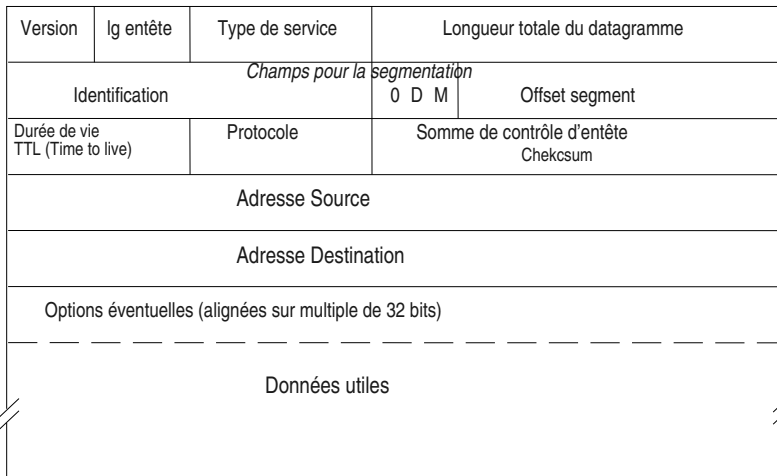 Version lg entête Type de service Longueur totale du datagramme
Champs pour la segmentation
Identification 0 D M Offset segment
Durée de vie Protocole Somme de contrôle d'entête
TTL (Time to live) Chekcsum
Adresse Source
Adresse Destination
Options éventuelles (alignées sur multiple de 32 bits)
Données utiles